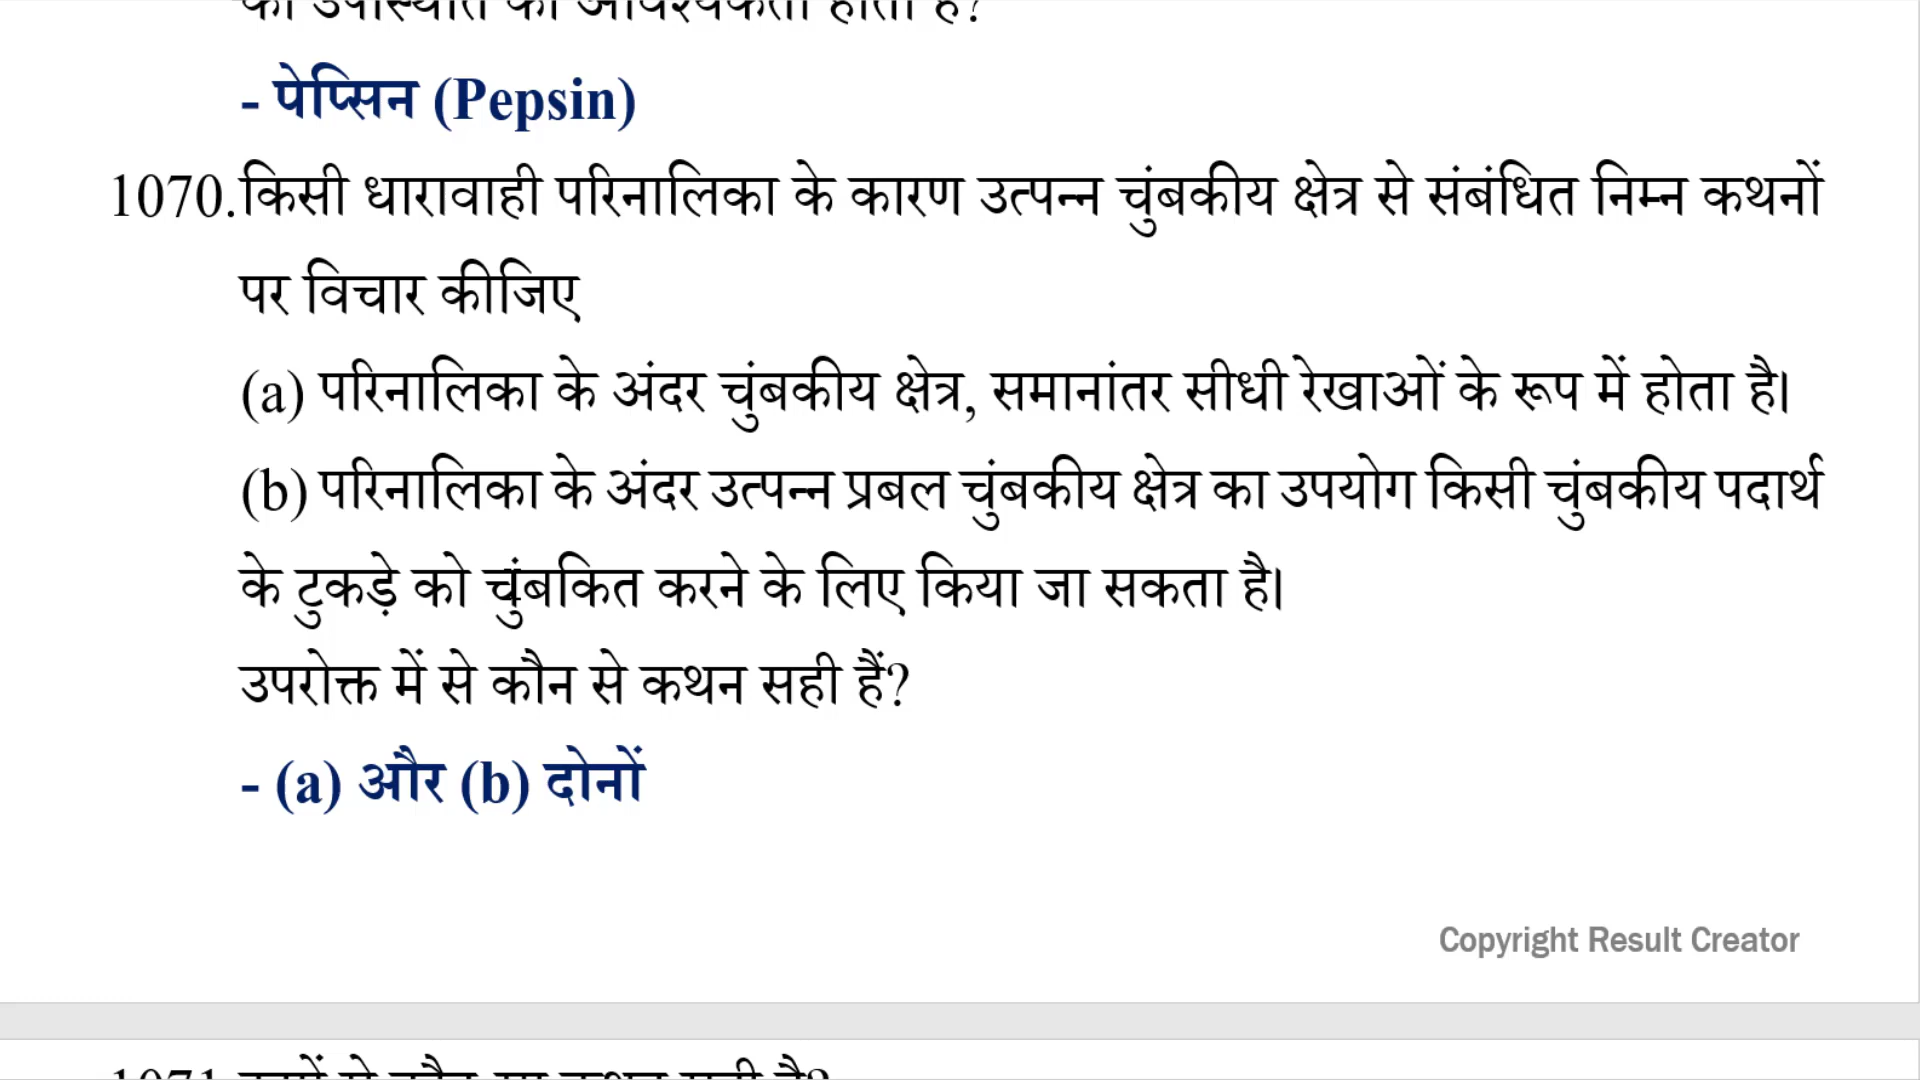 - पेप्सिन (Pepsin)
1070.किसी धारावाही परिनालिका के कारण उत्पन्न चुंबकीय क्षेत्र से संबंधित निम्न कथनों
पर विचार कीजिए
(a) परिनालिका के अंदर चुंबकीय क्षेत्र, समानांतर सीधी रेखाओं के रूप में होता है।
(b) परिनालिका के अंदर उत्पन्न प्रबल चुंबकीय क्षेत्र का उपयोग किसी चुंबकीय पदार्थ
के टुकड़े को चुंबकित करने के लिए किया जा सकता है।
उपरोक्त में से कौन से कथन सही हैं?
- (a) और (b) दोनों
Copyright Result Creator